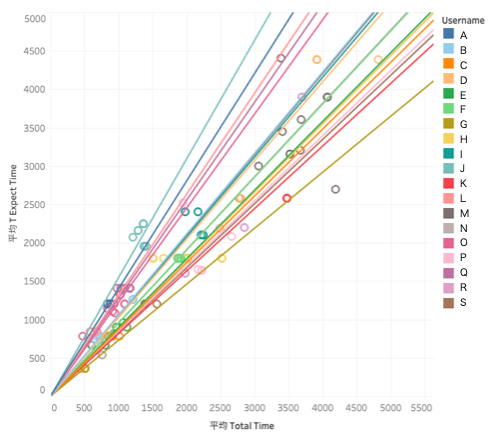 Username
A
B
C
D
E
F
G
H
I
J
K
L
M
N
O
P
Q
R
S
5000
4500
4000
3500
3000
2500
2000
1500
1000
500
0
平均 T Expect Time
0 500 1000 1500 2000 2500 3000 3500 4000 4500 5000 5500
平均 Total Time